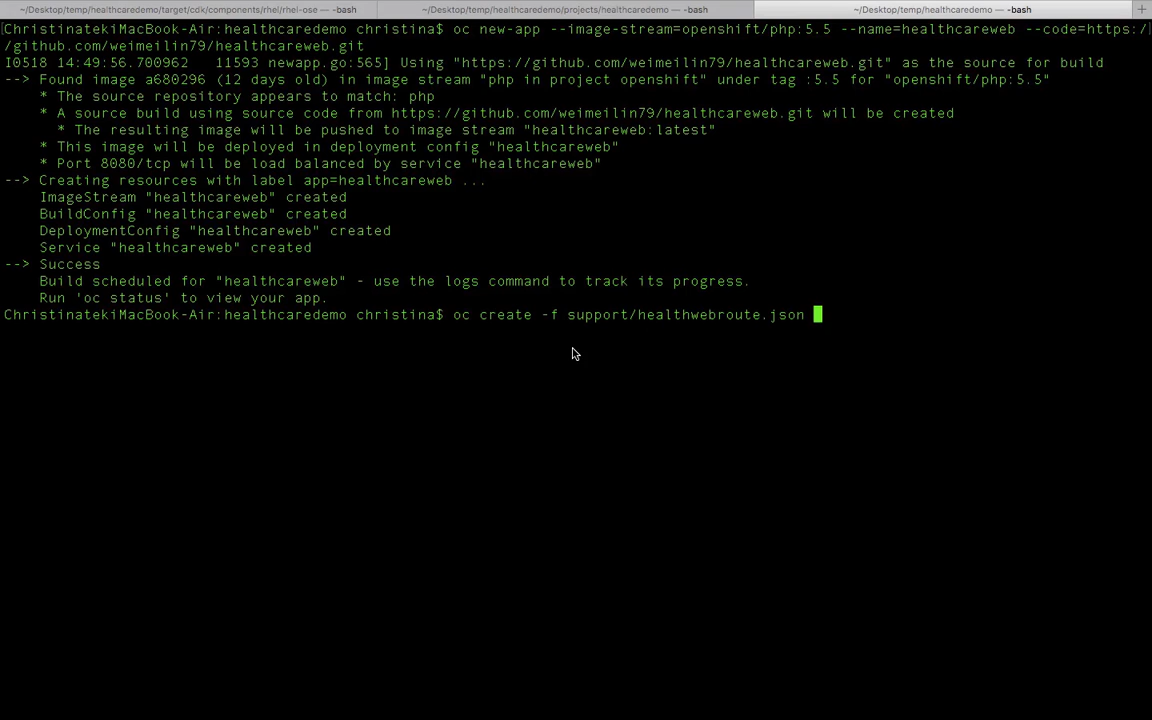 ~/Desktop/temp/healthcaredemo/target/cdk/components/rhel/rhel-ose — -bash
~/Desktop/temp/healthcaredemo/projects/healthcaredemo — -bash
~/Desktop/temp/healthcaredemo — -bash
ChristinatekiMacBook-Air:healthcaredemo christina$ oc new-app --image-stream=openshift/php:5.5 --name=healthcareweb --code=https:/
/github.com/weimeilin79/healthcareweb.git
I0518 14:49:56.700962   11593 newapp.go:565] Using "https://github.com/weimeilin79/healthcareweb.git" as the source for build
--> Found image a680296 (12 days old) in image stream "php in project openshift" under tag :5.5 for "openshift/php:5.5"
    * The source repository appears to match: php
    * A source build using source code from https://github.com/weimeilin79/healthcareweb.git will be created
      * The resulting image will be pushed to image stream "healthcareweb:latest"
    * This image will be deployed in deployment config "healthcareweb"
    * Port 8080/tcp will be load balanced by service "healthcareweb"
--> Creating resources with label app=healthcareweb ...
    ImageStream "healthcareweb" created
    BuildConfig "healthcareweb" created
    DeploymentConfig "healthcareweb" created
    Service "healthcareweb" created
--> Success
    Build scheduled for "healthcareweb" - use the logs command to track its progress.
    Run 'oc status' to view your app.
ChristinatekiMacBook-Air:healthcaredemo christina$ oc create -f support/healthwebroute.json